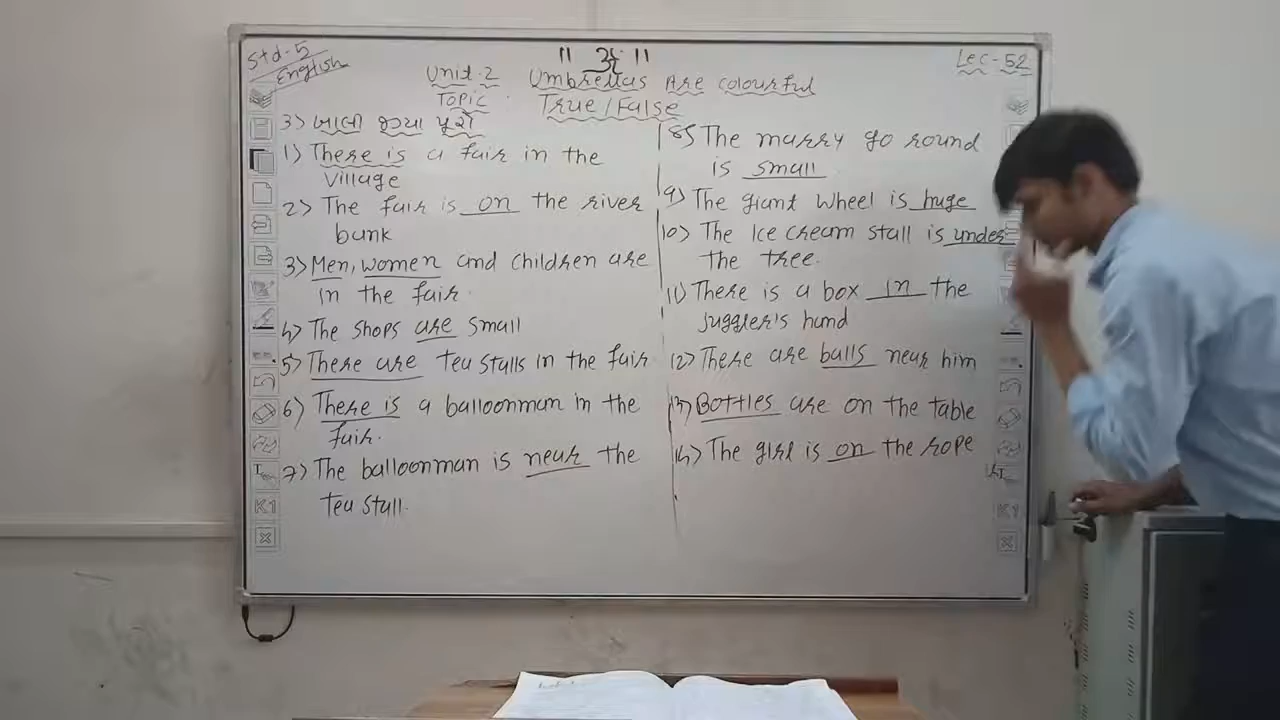 Std-5
English
Lec-52
" ૐ "
Unit-2 Umbrellas Are colourful
Topic True/False
3> ખાલી જગ્યા પૂરો
1) There is a fair in the
village
2> The fair is on the river
bank
3> Men, women and children are
in the fair.
4> The shops are small
5> There are tea stalls in the fair
6) There is a balloonman in the
fair.
7) The balloonman is near the
tea stall.
8) The marry go round
is small
9) The giant wheel is huge
10> The Ice cream stall is under
the tree.
11) There is a box in the
juggler's hand
12) There are balls near him
13) Bottles are on the table
14) The girl is on the rope